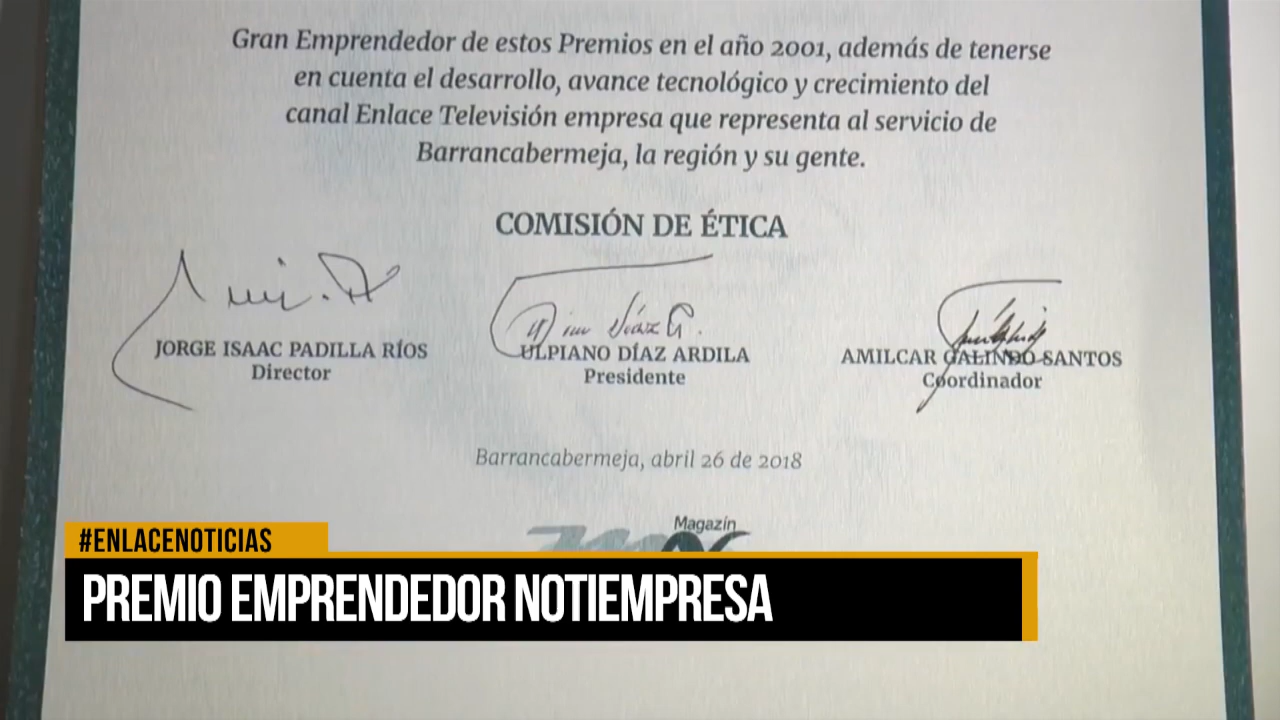 Gran Emprendedor de estos Premios en el año 2001, además de tenerse
en cuenta el desarrollo, avance tecnológico y crecimiento del
canal Enlace Televisión empresa que representa al servicio de
Barrancabermeja, la región y su gente.
COMISIÓN DE ÉTICA
JORGE ISAAC PADILLA RÍOS
Director
ULPIANO DÍAZ ARDILA
Presidente
AMILCAR GALINDO SANTOS
Coordinador
Barrancabermeja, abril 26 de 2018
Magazín
#ENLACENOTICIAS
PREMIO EMPRENDEDOR NOTIEMPRESA